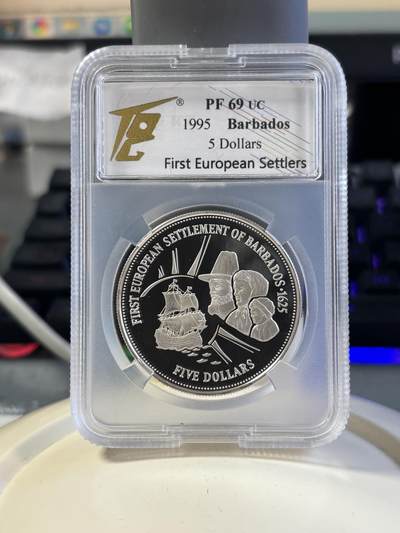 ®
PF 69 UC
1995 Barbados
5 Dollars
First European Settlers
FIRST EUROPEAN SETTLEMENT OF BARBADOS·1625
FIVE DOLLARS